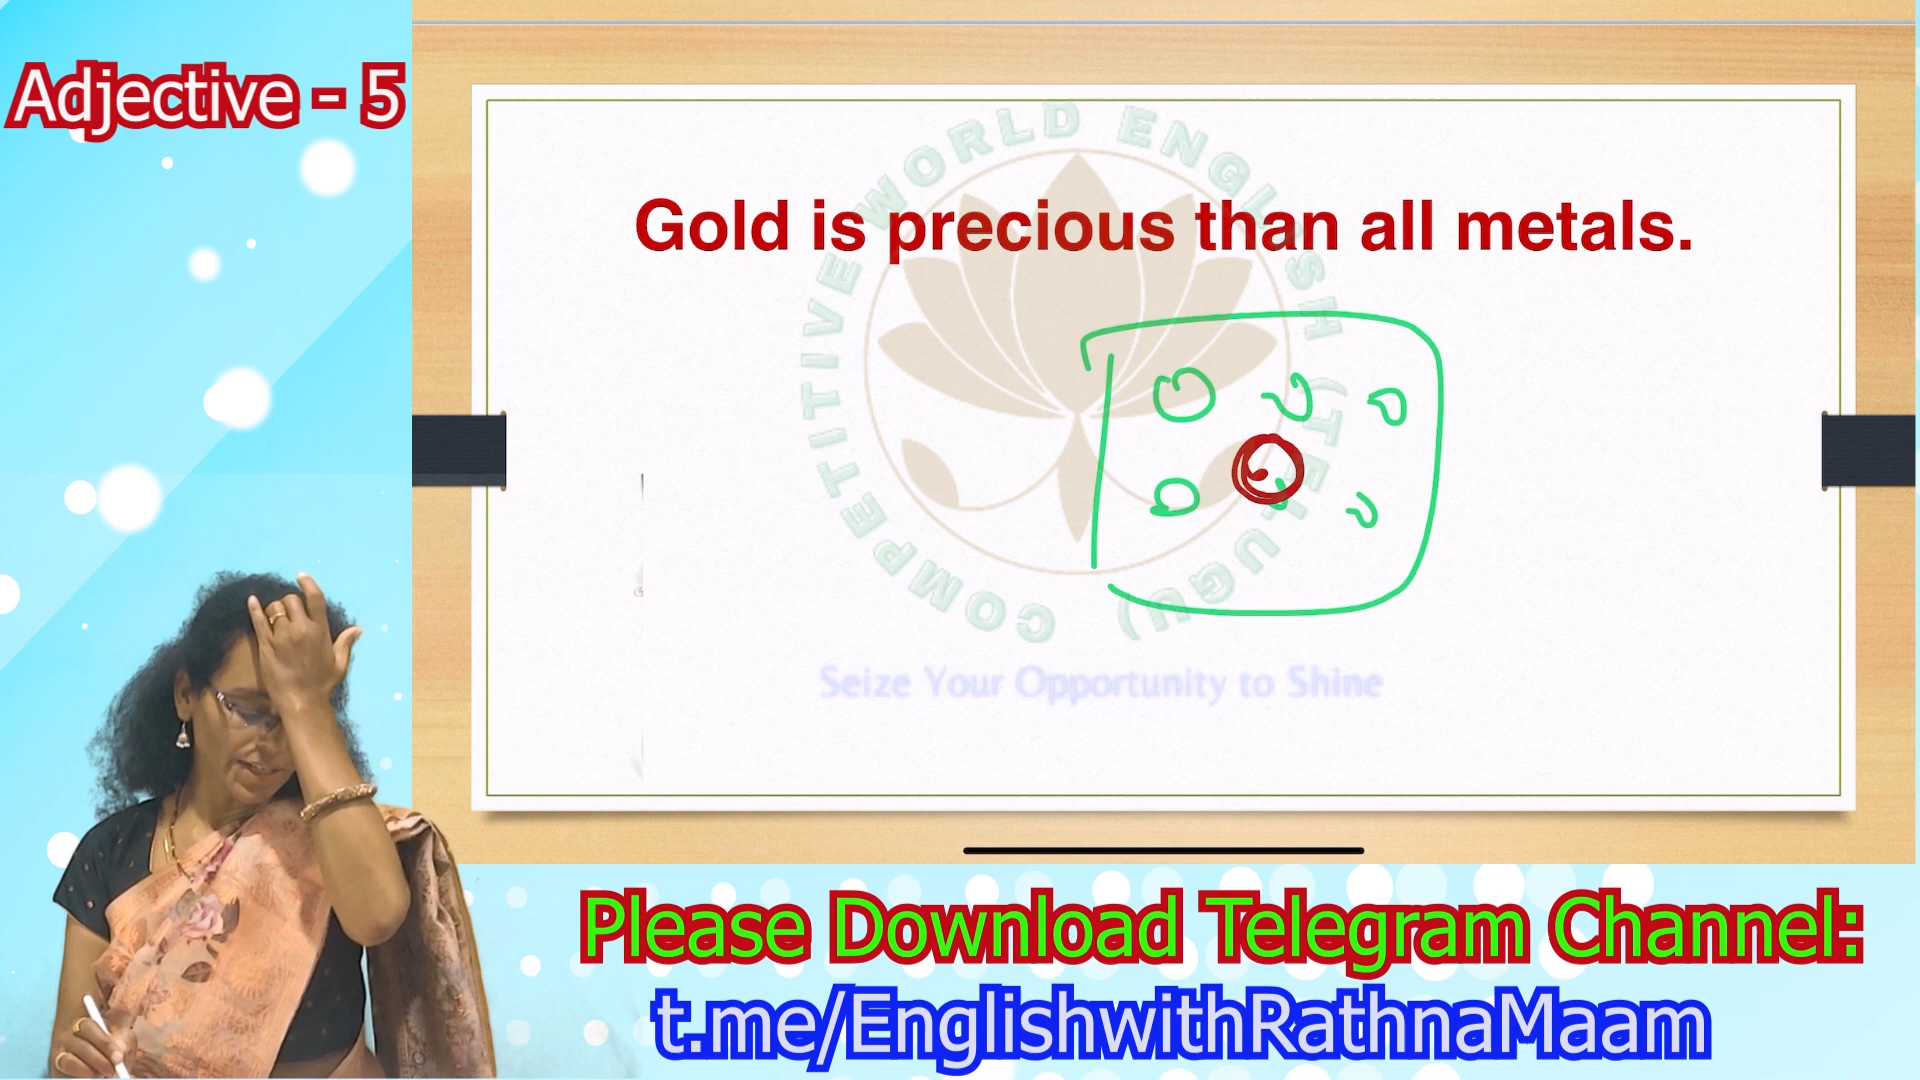 Adjective - 5
COMPETITIVE WORLD ENGLISH (TELUGU)
Gold is precious than all metals.
Seize Your Opportunity to Shine
Please Download Telegram Channel:
t.me/EnglishwithRathnaMaam